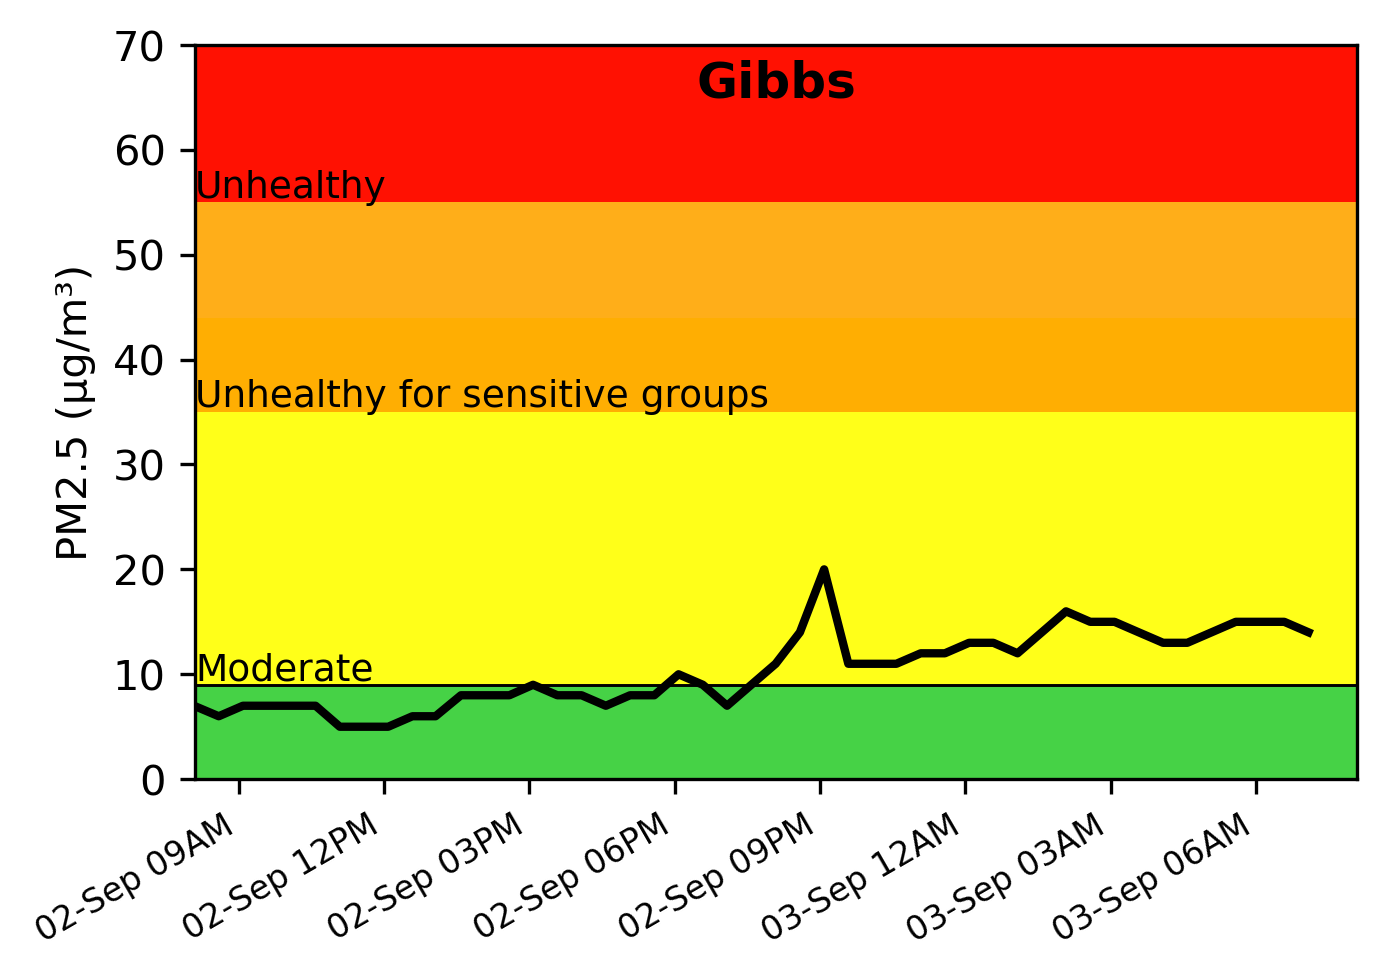 Gibbs
PM2.5 (µg/m³)
70
60
Unhealthy
50
40
Unhealthy for sensitive groups
30
20
10
Moderate
0
02-Sep 09AM
02-Sep 12PM
02-Sep 03PM
02-Sep 06PM
02-Sep 09PM
03-Sep 12AM
03-Sep 03AM
03-Sep 06AM